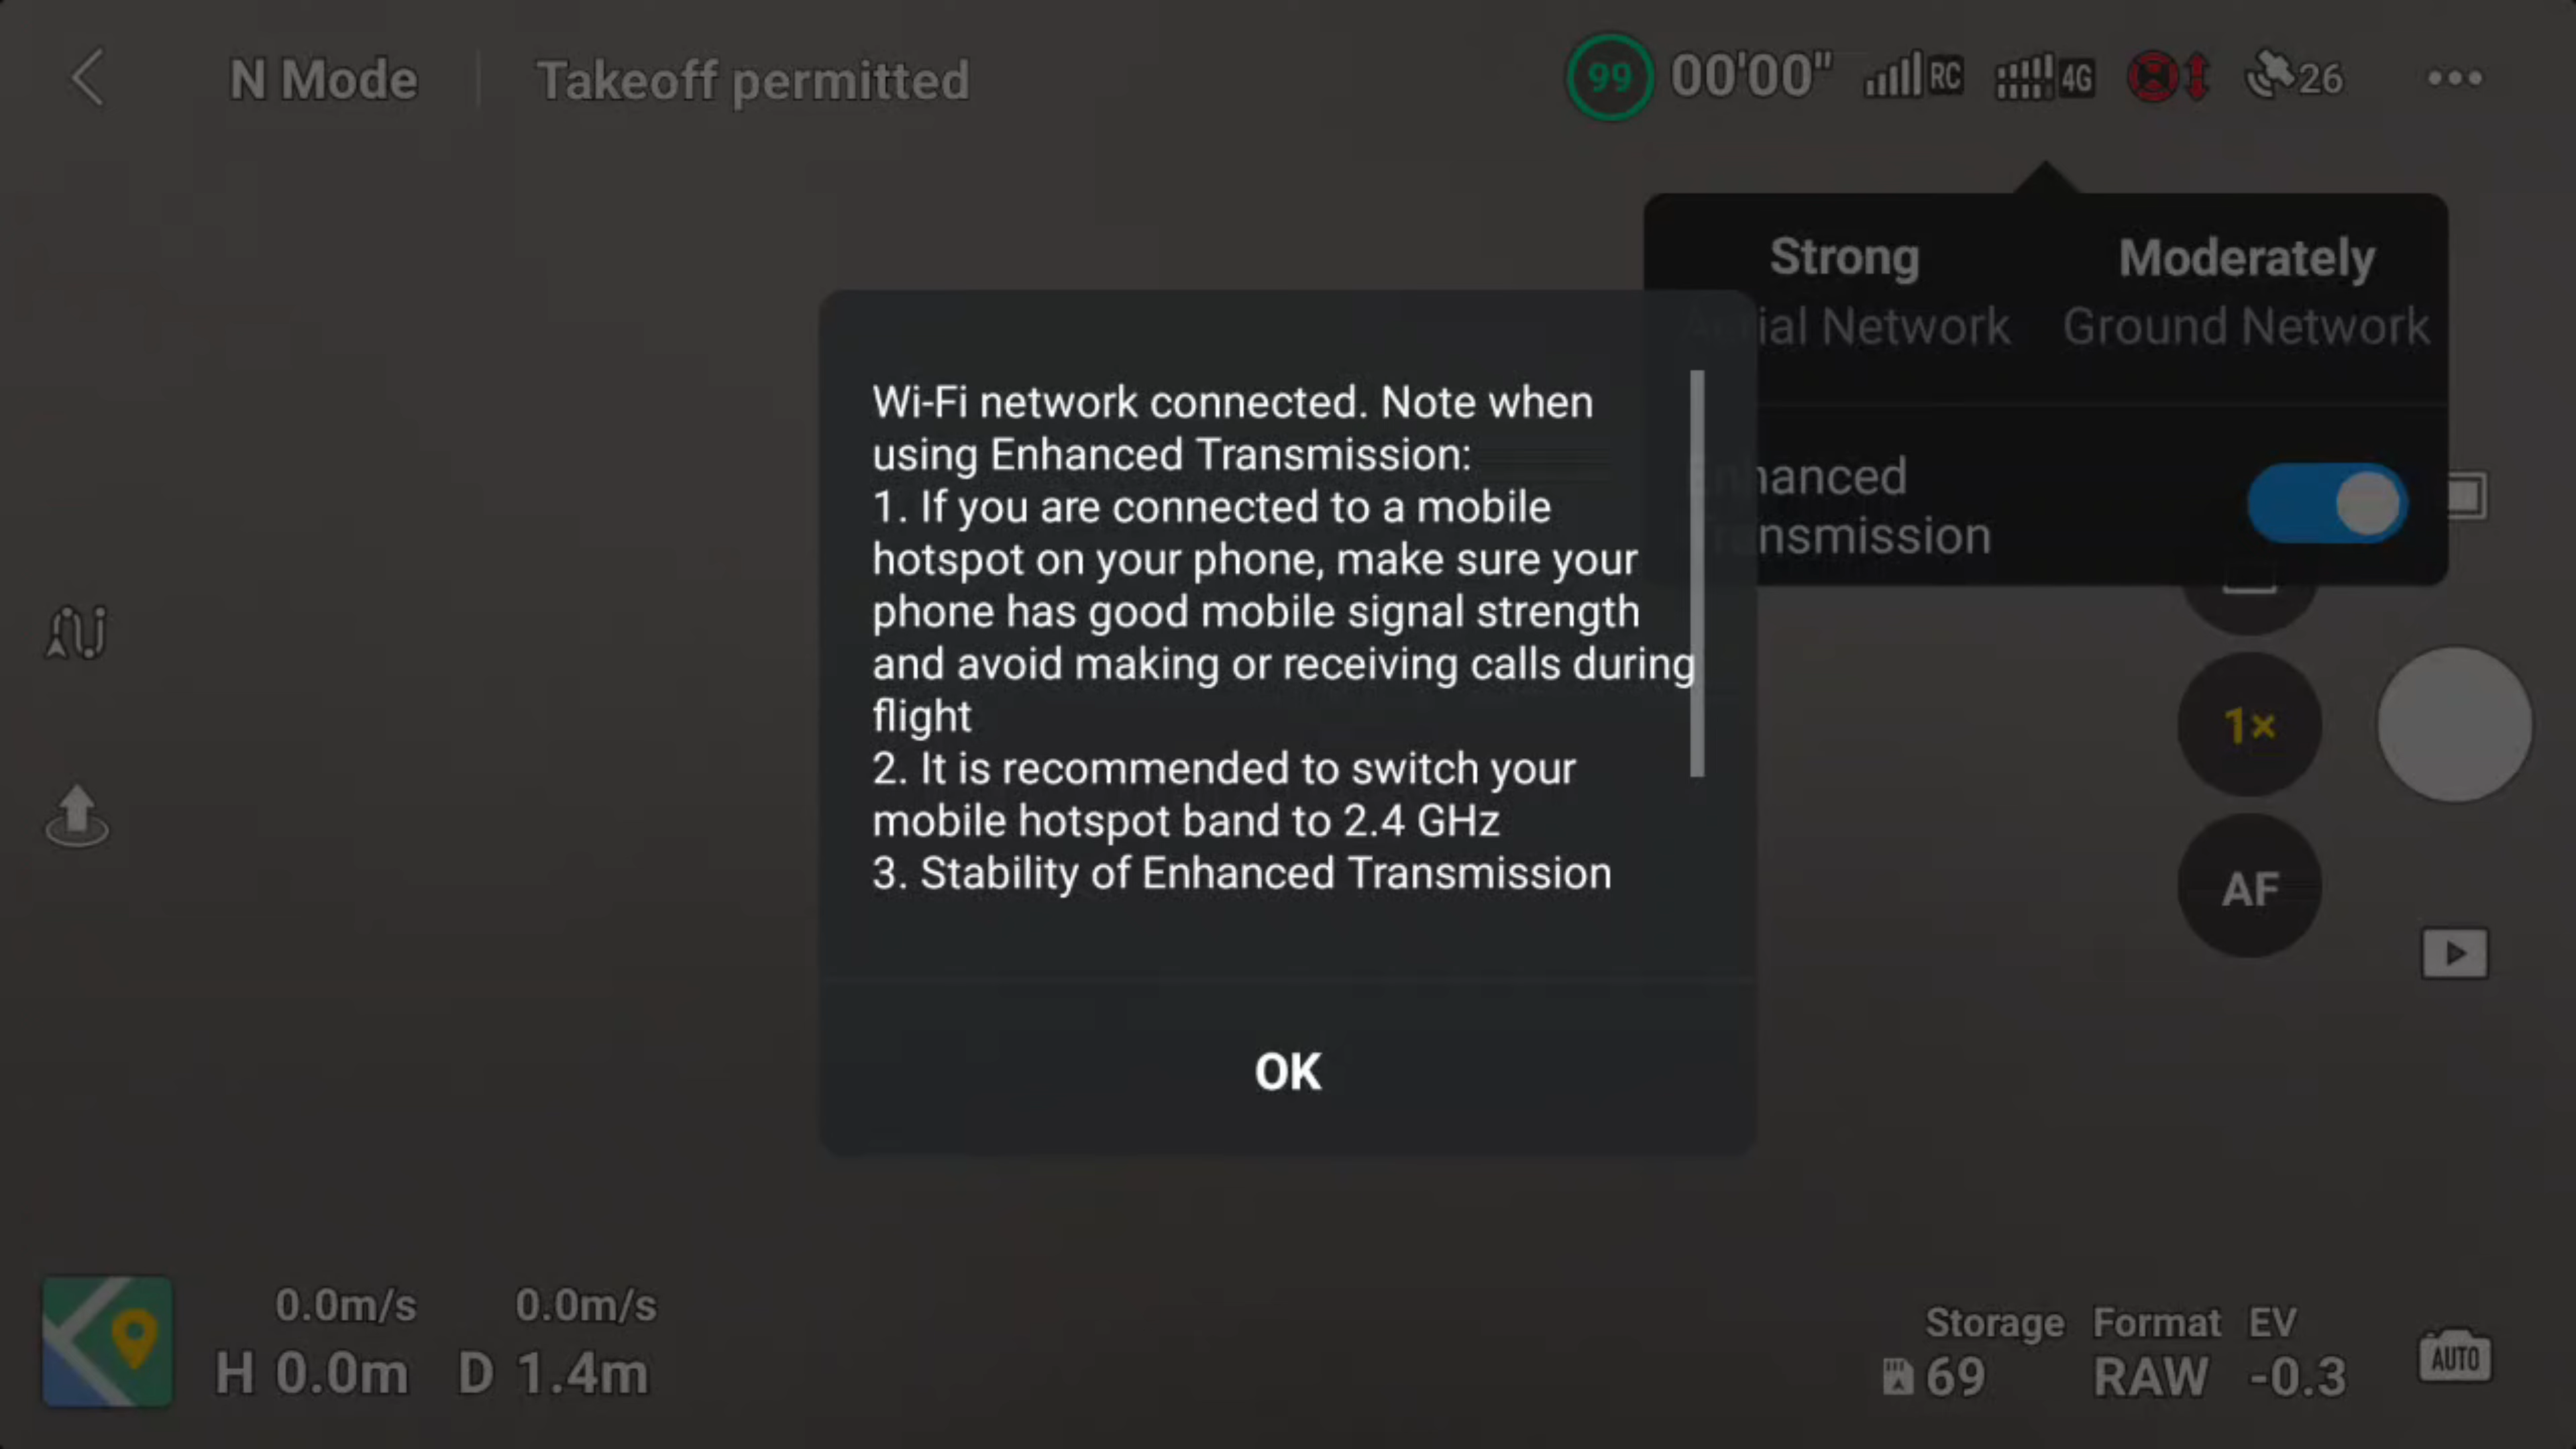 N Mode
Takeoff permitted
99
00'00"
RC
4G
26
Strong
Moderately
Network
Ground Network
Wi-Fi network connected. Note when
using Enhanced Transmission:
1. If you are connected to a mobile
hotspot on your phone, make sure your
phone has good mobile signal strength
and avoid making or receiving calls during
flight
2. It is recommended to switch your
mobile hotspot band to 2.4 GHz
3. Stability of Enhanced Transmission
OK
1×
AF
0.0m/s
0.0m/s
H 0.0m
D 1.4m
Storage
Format
EV
69
RAW
-0.3
AUTO